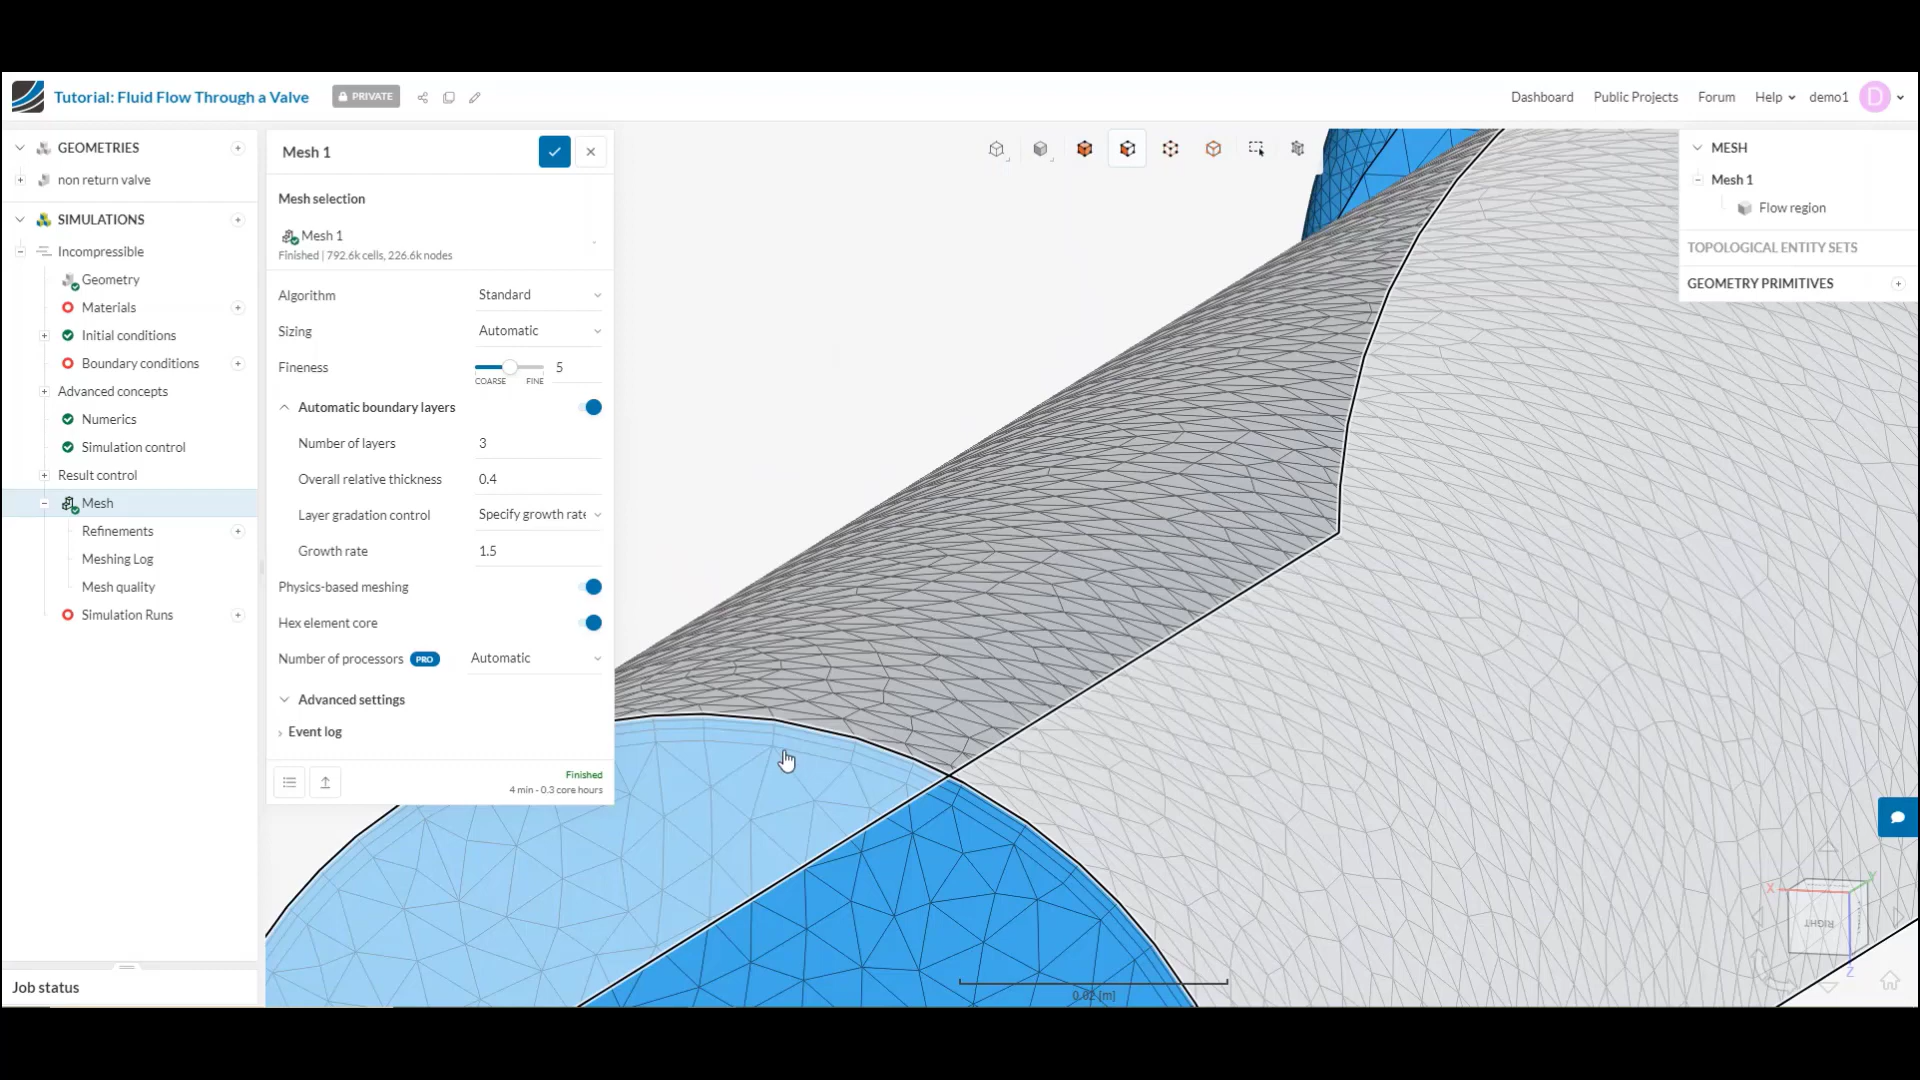 Tutorial: Fluid Flow Through a Valve
PRIVATE
Dashboard
Public Projects
Forum
Help
demo1
D
GEOMETRIES
non return valve
SIMULATIONS
Incompressible
Geometry
Materials
Initial conditions
Boundary conditions
Advanced concepts
Numerics
Simulation control
Result control
Mesh
Refinements
Meshing Log
Mesh quality
Simulation Runs
Job status
Mesh 1
Mesh selection
Mesh 1
Finished | 792.6k cells, 226.6k nodes
Algorithm Standard
Sizing Automatic
Fineness 5
COARSE FINE
Automatic boundary layers
Number of layers 3
Overall relative thickness 0.4
Layer gradation control Specify growth rate
Growth rate 1.5
Physics-based meshing
Hex element core
Number of processors PRO Automatic
Advanced settings
Event log
Finished
4 min - 0.3 core hours
MESH
Mesh 1
Flow region
TOPOLOGICAL ENTITY SETS
GEOMETRY PRIMITIVES
0.02 [m]
X
Y
RIGHT
Z